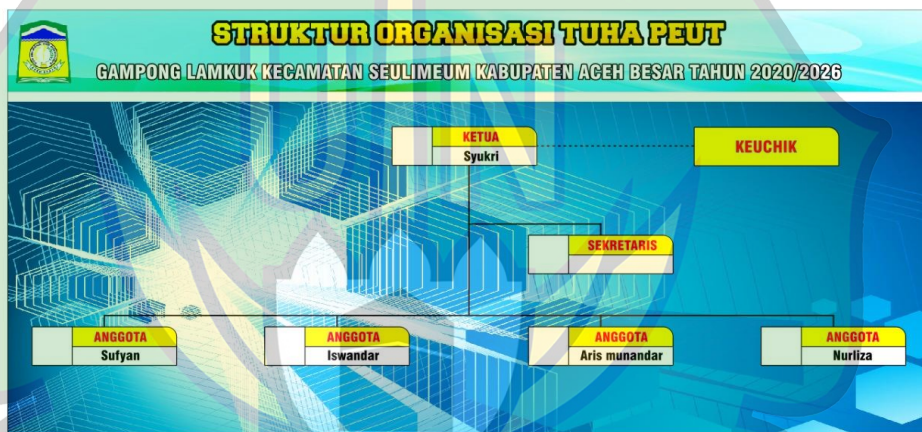 STRUKTUR ORGANISASI TUHA PEUT
GAMPONG LAMKUK KECAMATAN SEULIMEUM KABUPATEN ACEH BESAR TAHUN 2020/2026
KETUA
Syukri
KEUCHIK
SEKRETARIS
ANGGOTA
Sufyan
ANGGOTA
Iswandar
ANGGOTA
Aris munandar
ANGGOTA
Nurliza
UIN